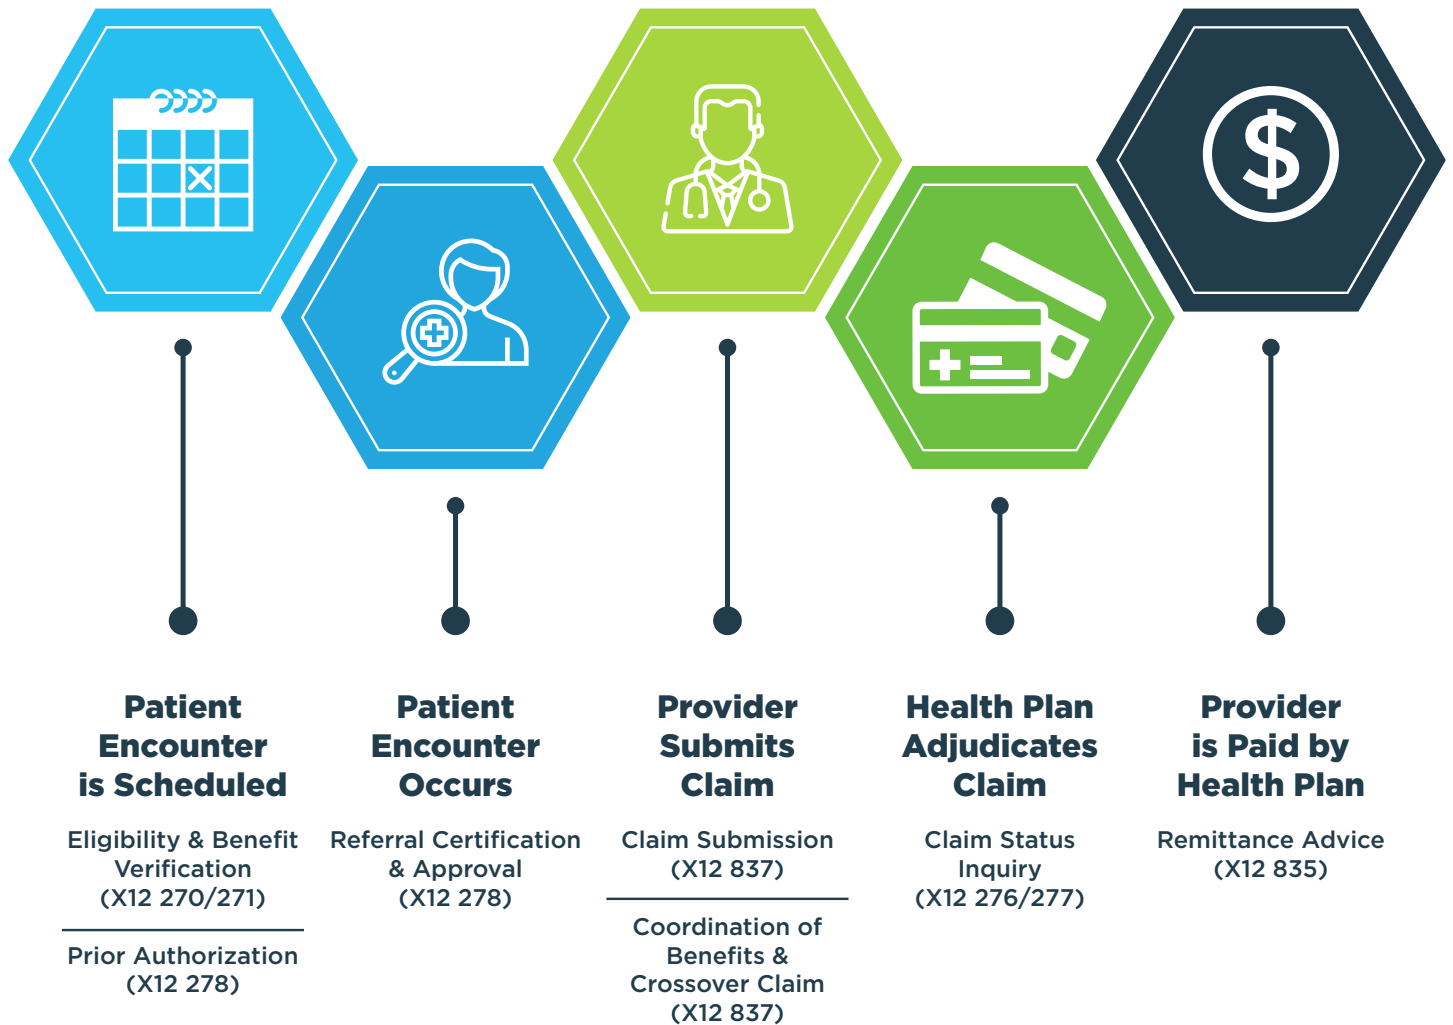 Patient
Encounter
is Scheduled
Eligibility & Benefit
Verification
(X12 270/271)
Prior Authorization
(X12 278)
Patient
Encounter
Occurs
Referral Certification
& Approval
(X12 278)
Provider
Submits
Claim
Claim Submission
(X12 837)
Coordination of
Benefits &
Crossover Claim
(X12 837)
Health Plan
Adjudicates
Claim
Claim Status
Inquiry
(X12 276/277)
Provider
is Paid by
Health Plan
Remittance Advice
(X12 835)